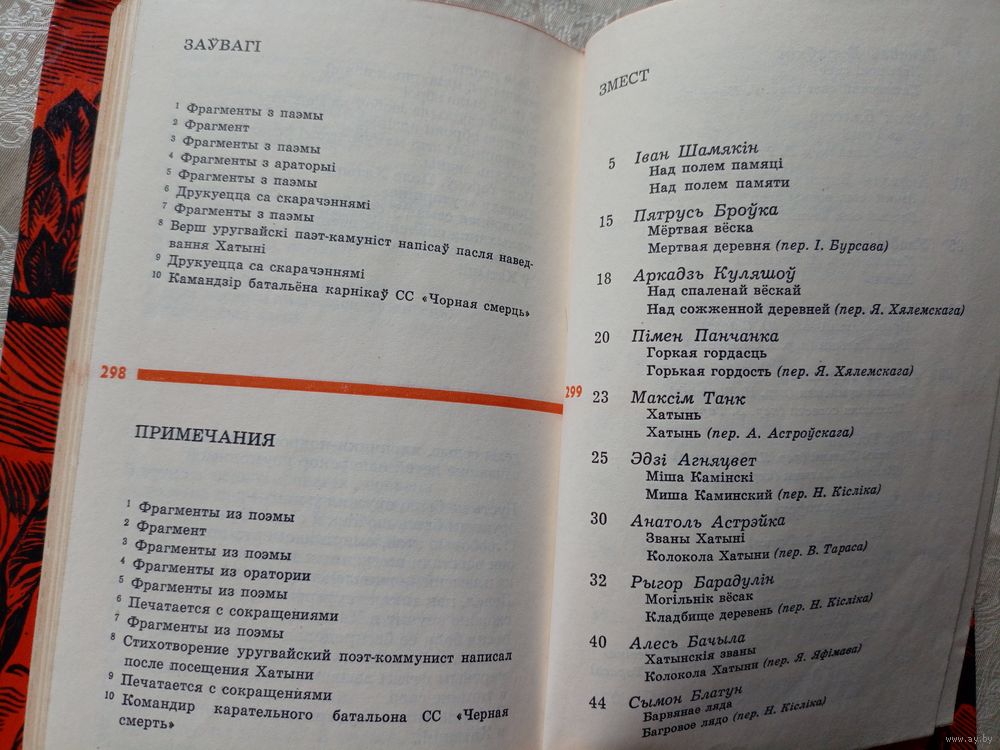 ЗАЎВАГІ
1 Фрагменты з паэмы
2 Фрагмент
3 Фрагменты з паэмы
4 Фрагменты з араторыі
5 Фрагменты з паэмы
6 Друкуецца са скарачэннямі
7 Фрагменты з паэмы
8 Верш уругвайскі паэт-камуніст напісаў пасля навед-
вання Хатыні
9 Друкуецца са скарачэннямі
10 Камандзір батальёна карнікаў СС «Чорная смерць»
298
ПРИМЕЧАНИЯ
1 Фрагменты из поэмы
2 Фрагмент
3 Фрагменты из поэмы
4 Фрагменты из оратории
5 Фрагменты из поэмы
6 Печатается с сокращениями
7 Фрагменты из поэмы
8 Стихотворение уругвайский поэт-коммунист написал
после посещения Хатыни
9 Печатается с сокращениями
10 Командир карательного батальона СС «Черная
смерть»
299
ЗМЕСТ
5 Іван Шамякін
Над полем памяці
Над полем памяти
15 Пятрусь Броўка
Мёртвая вёска
Мертвая деревня (пер. І. Бурсава)
18 Аркадзь Куляшоў
Над спаленай вёскай
Над сожженной деревней (пер. Я. Хялемскага)
20 Пімен Панчанка
Горкая гордасць
Горькая гордость (пер. Я. Хялемскага)
23 Максім Танк
Хатынь
Хатынь (пер. А. Астроўскага)
25 Эдзі Агняцвет
Міша Камінскі
Миша Каминский (пер. Н. Кісліка)
30 Анатоль Астрэйка
Званы Хатыні
Колокола Хатыни (пер. В. Тараса)
32 Рыгор Барадулін
Могільнік вёсак
Кладбище деревень (пер. Н. Кісліка)
40 Алесь Бачыла
Хатынскія званы
Колокола Хатыни (пер. Я. Яфімава)
44 Сымон Блатун
Барвянае ляда
Багровое лядо (пер. Н. Кісліка)
www.ay.by